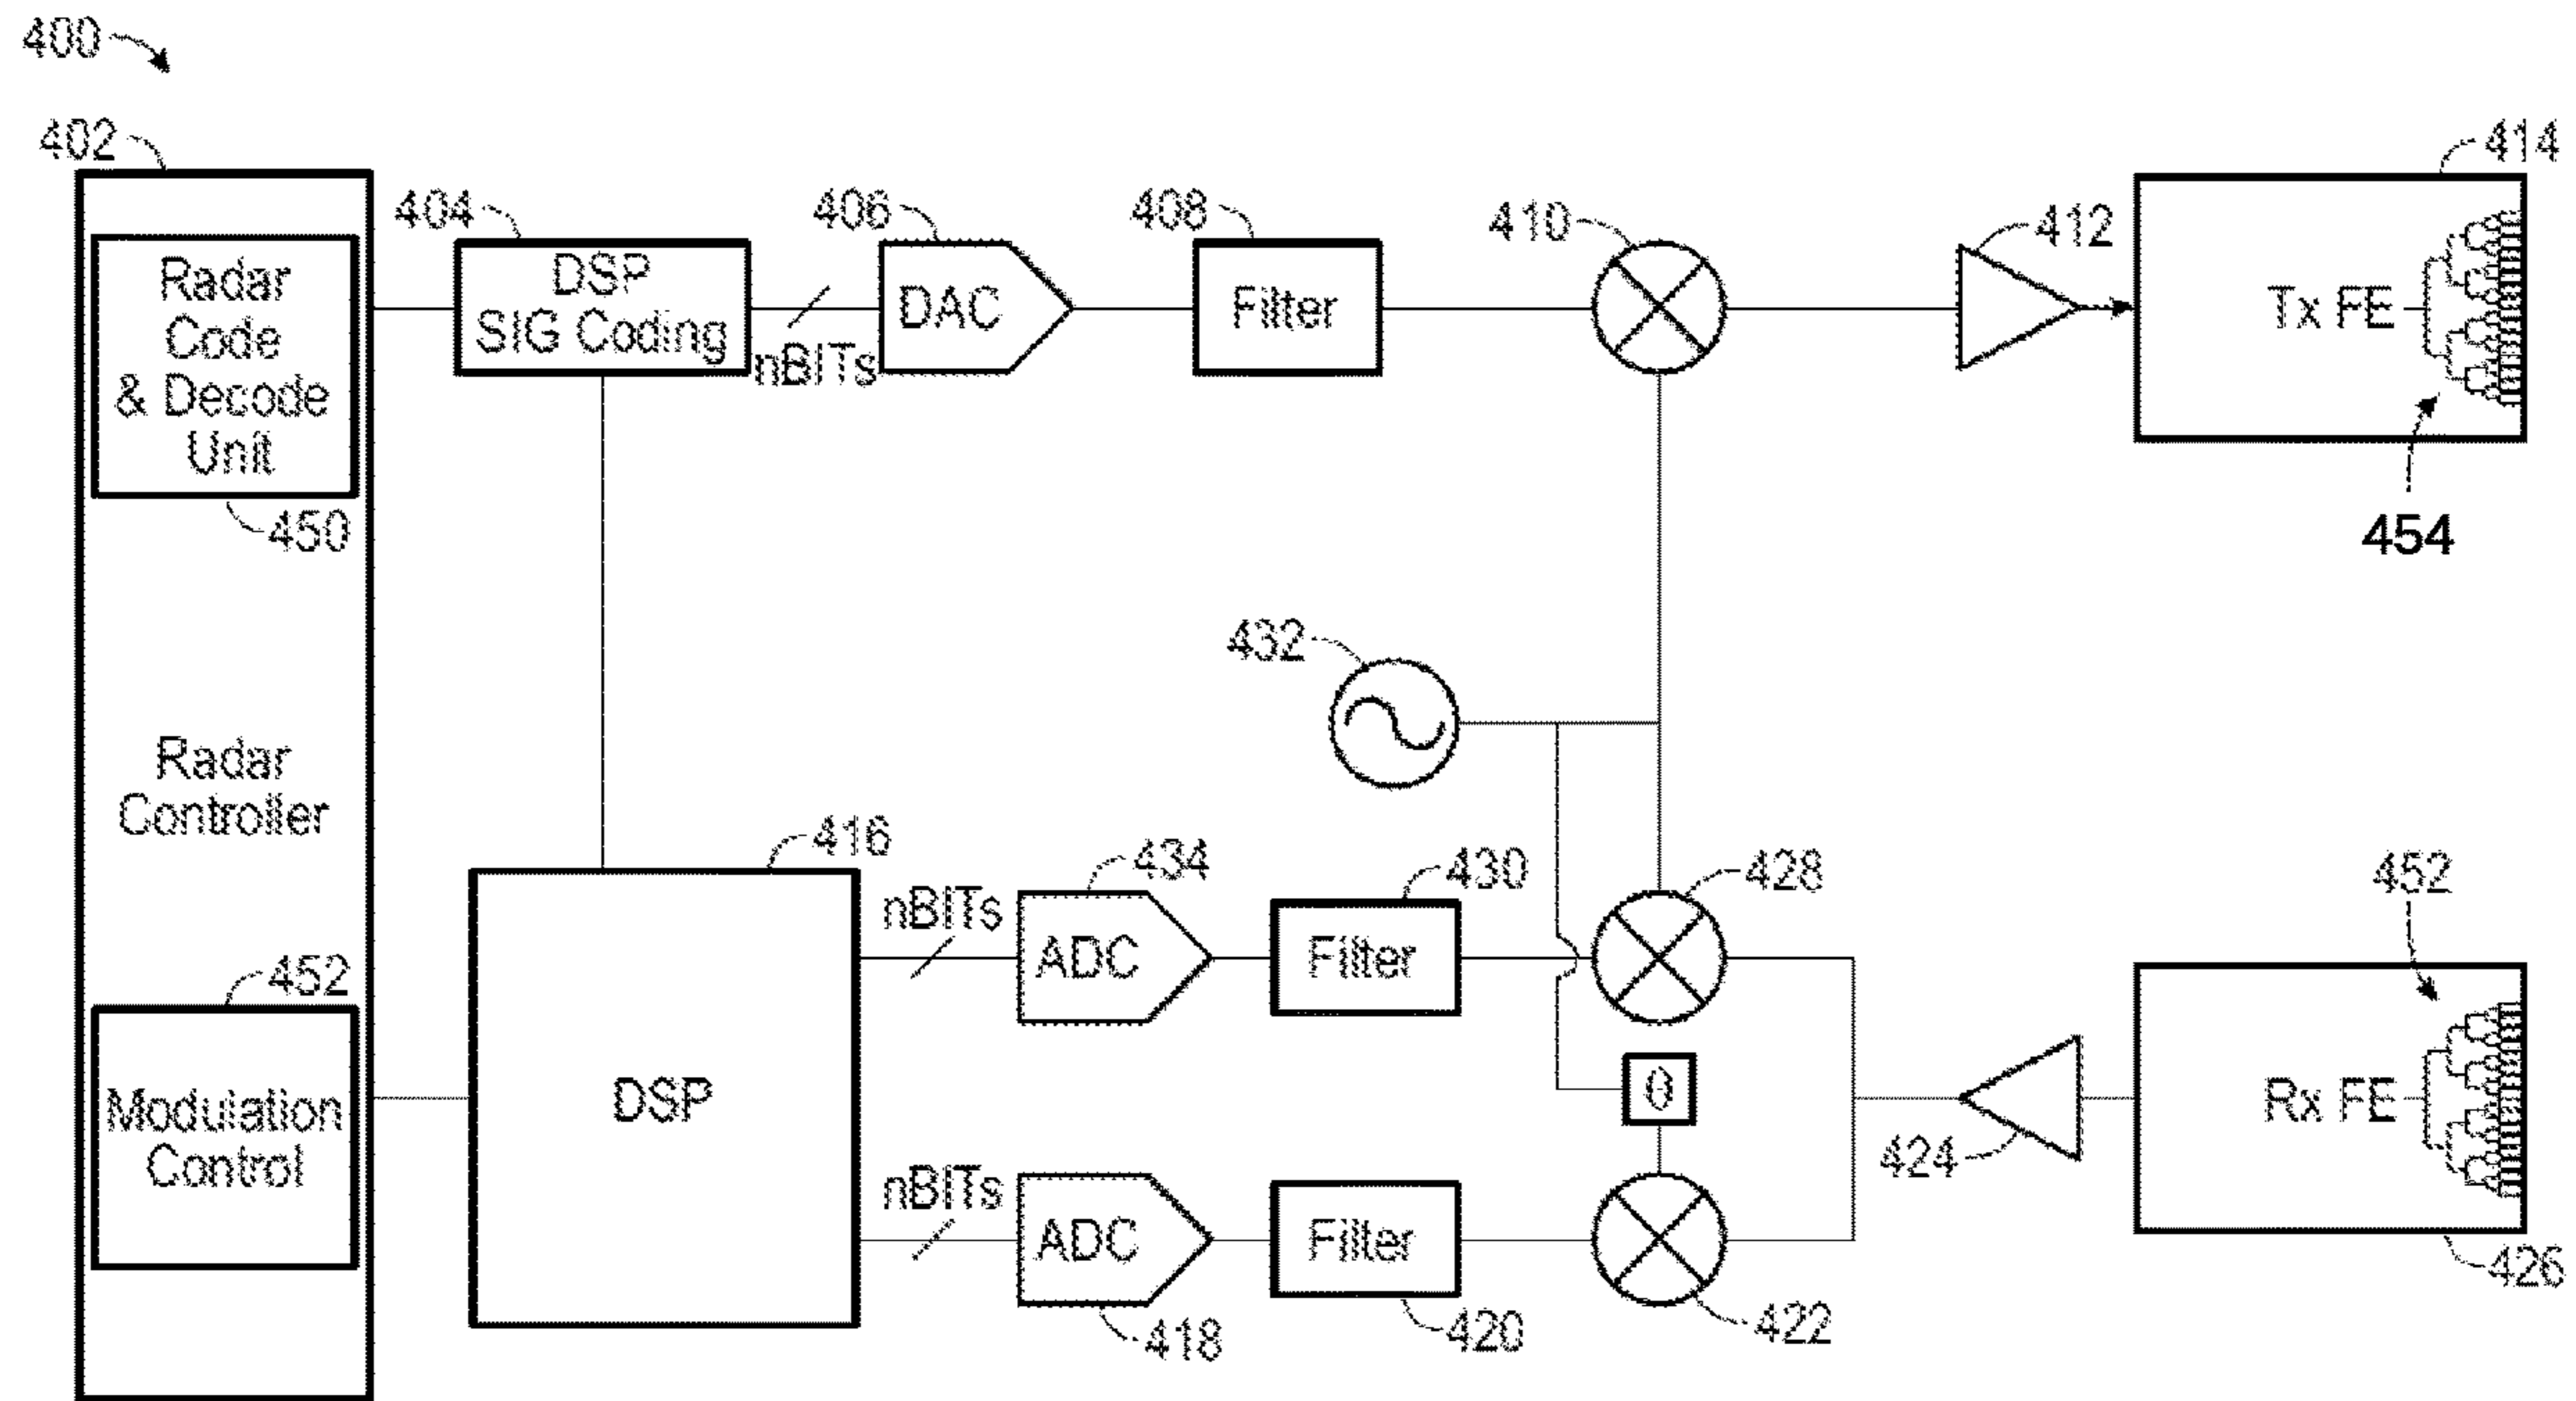 400
402
404
406
408
410
412
414
Radar
Code
& Decode
Unit
450
DSP
SIG Coding
nBITs
DAC
Filter
Tx FE
454
432
Radar
Controller
416
434
430
428
452
nBITs
ADC
Filter
452
Modulation
Control
DSP
θ
Rx FE
424
426
nBITs
ADC
Filter
418
420
422